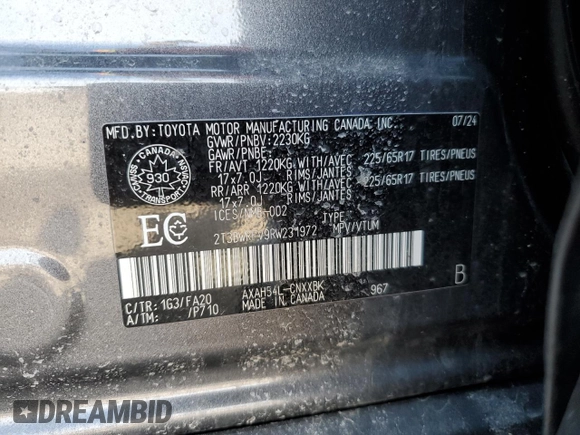 MFD.BY:TOYOTA MOTOR MANUFACTURING CANADA INC. 07/24
GVWR/PNBV:2230KG
GAWR/PNBE
FR/AVT 1220KG WITH/AVEC 225/65R17 TIRES/PNEUS
17x7.0J RIMS/JANTES
RR/ARR 1220KG WITH/AVEC 225/65R17 TIRES/PNEUS
17x7.0J RIMS/JANTES
CANADA
930
EC
TYPE
MPV/VTUM
C/TR: 1G3/FA20 AXAH54L-CNXXBK 967
A/TM: /P710 MADE IN CANADA
B
DREAMBID